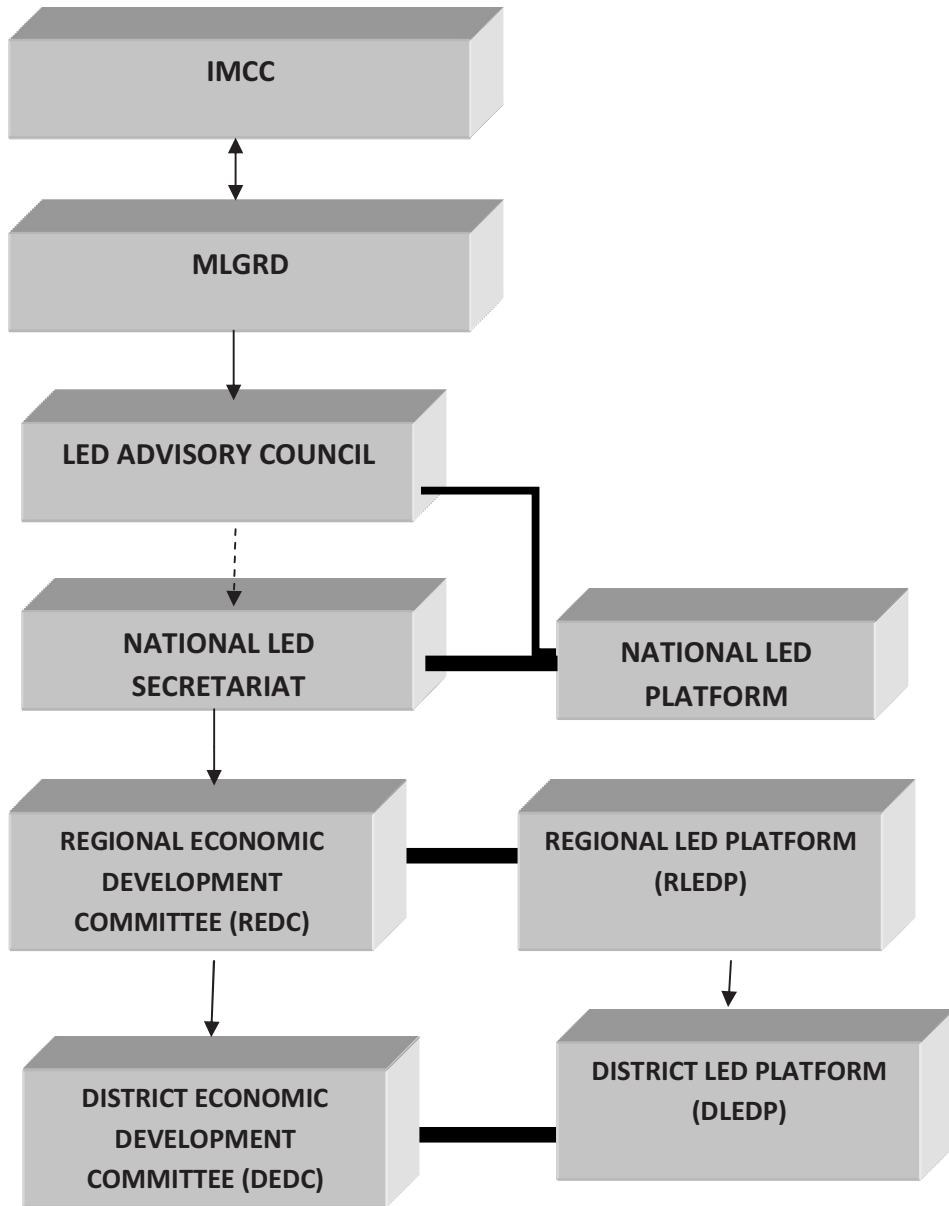 IMCC
MLGRD
LED ADVISORY COUNCIL
NATIONAL LED
SECRETARIAT
NATIONAL LED
PLATFORM
REGIONAL ECONOMIC
DEVELOPMENT
COMMITTEE (REDC)
REGIONAL LED PLATFORM
(RLEDP)
DISTRICT ECONOMIC
DEVELOPMENT
COMMITTEE (DEDC)
DISTRICT LED PLATFORM
(DLEDP)